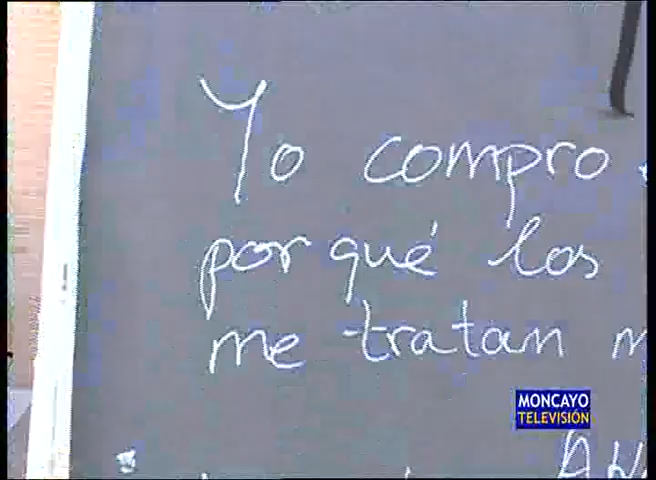 Yo compro
porqué los
me tratan
MONCAYO
TELEVISIÓN